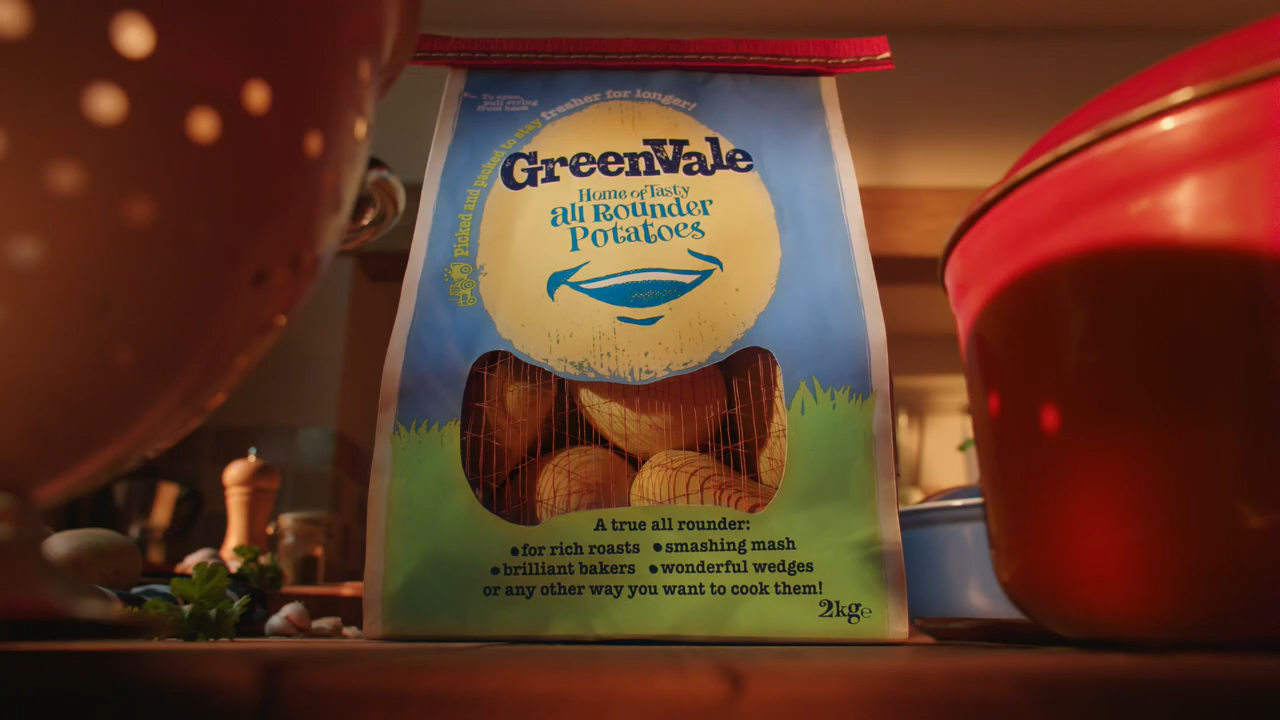 To open,
pull string
from back
Picked and packed to stay fresher for longer!
GreenVale
Home of Tasty
all Rounder
Potatoes
A true all rounder:
•for rich roasts •smashing mash
•brilliant bakers •wonderful wedges
or any other way you want to cook them!
2kg℮